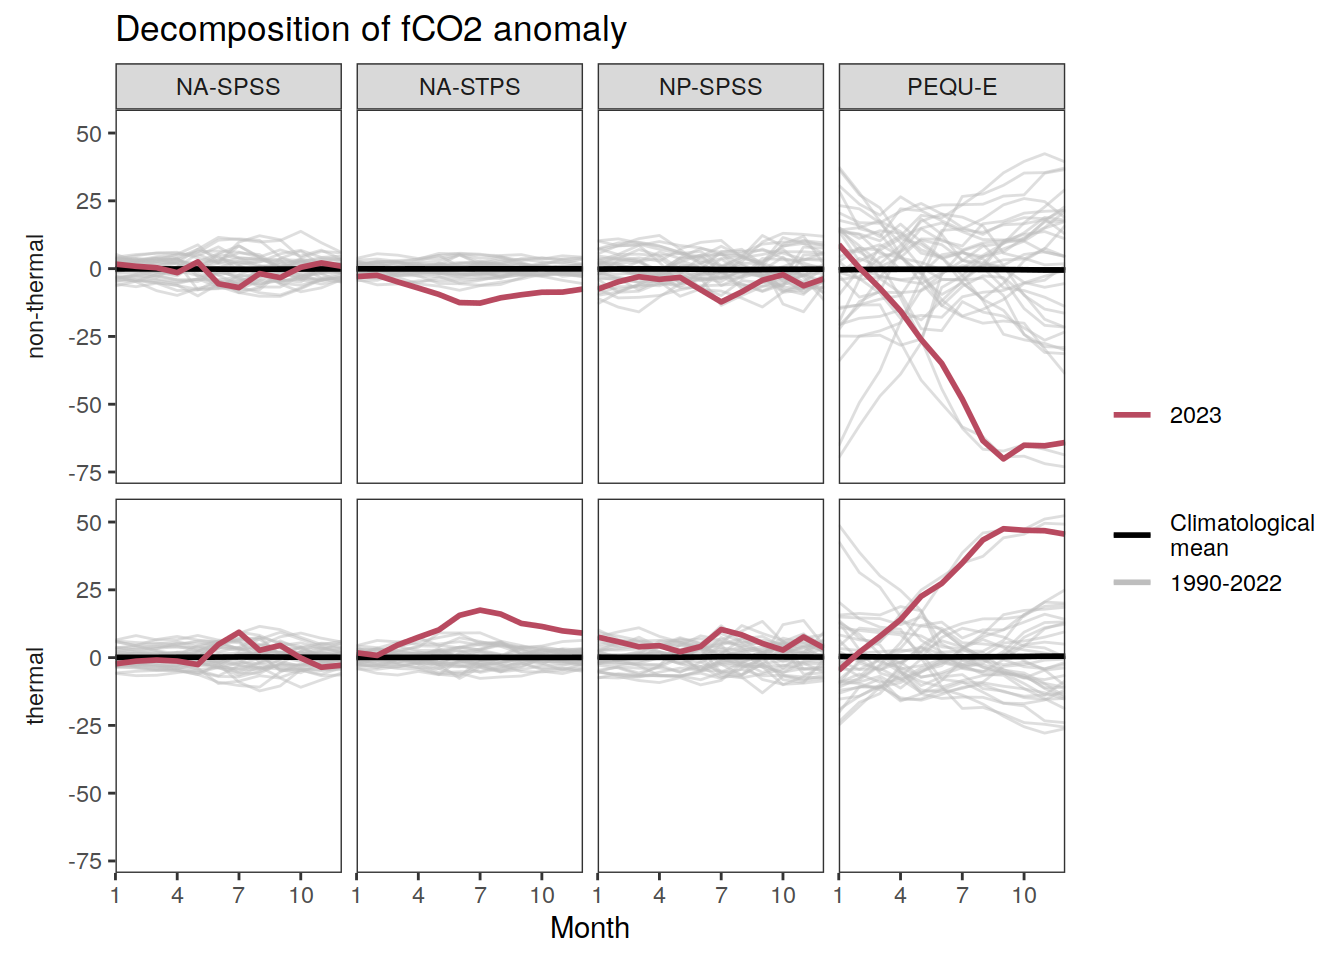 Decomposition of fCO2 anomaly
NA-SPSS NA-STPS NP-SPSS PEQU-E
non-thermal
50
25
0
-25
-50
-75
thermal
50
25
0
-25
-50
-75
1 4 7 10 1 4 7 10 1 4 7 10 1 4 7 10
Month
2023
Climatological
mean
1990-2022